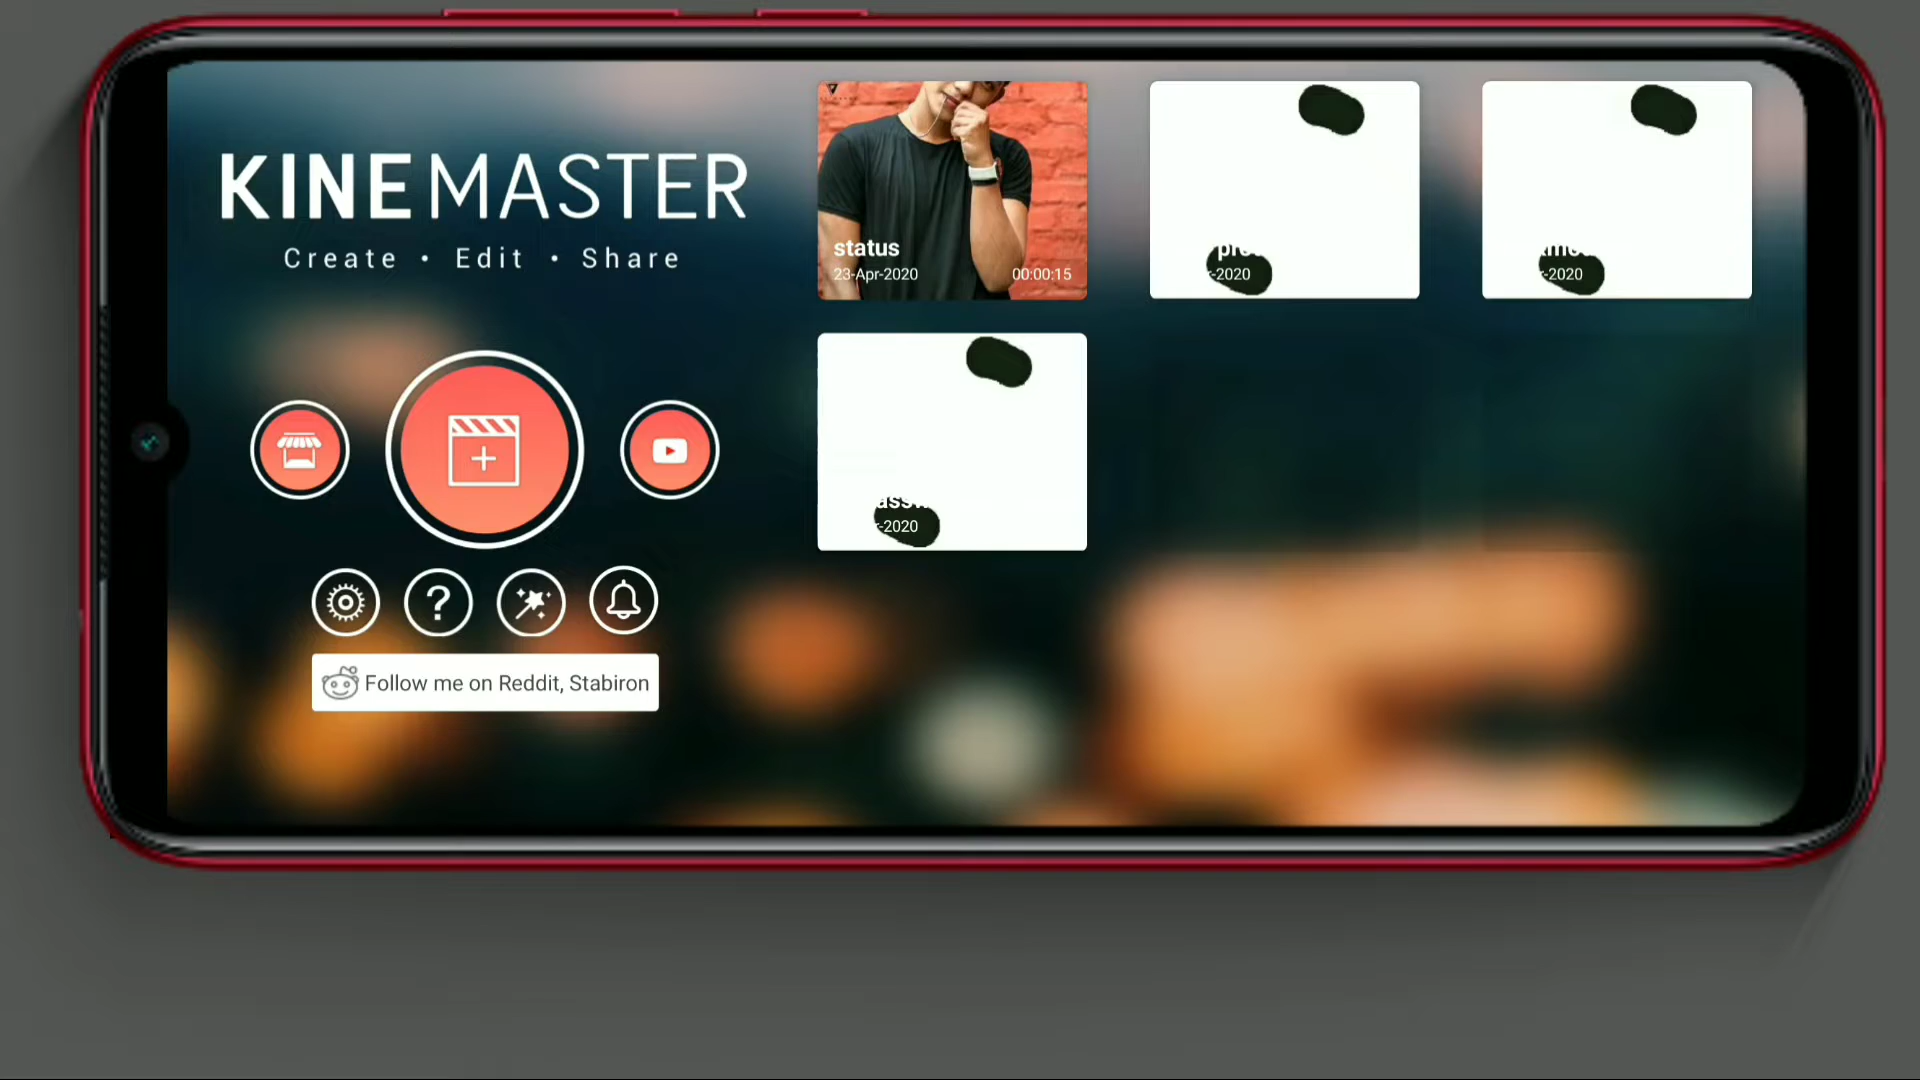 KINEMASTER
Create • Edit • Share
status
23-Apr-2020 00:00:15
-2020
-2020
-2020
?
Follow me on Reddit, Stabiron